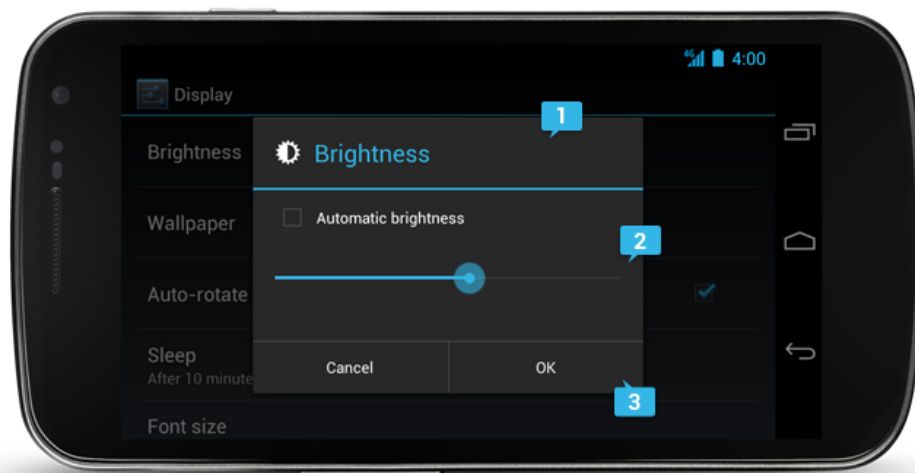 4G 4:00
Display
1
Brightness
Brightness
Automatic brightness
Wallpaper
2
Auto-rotate
Sleep
After 10 minute
Cancel
OK
3
Font size